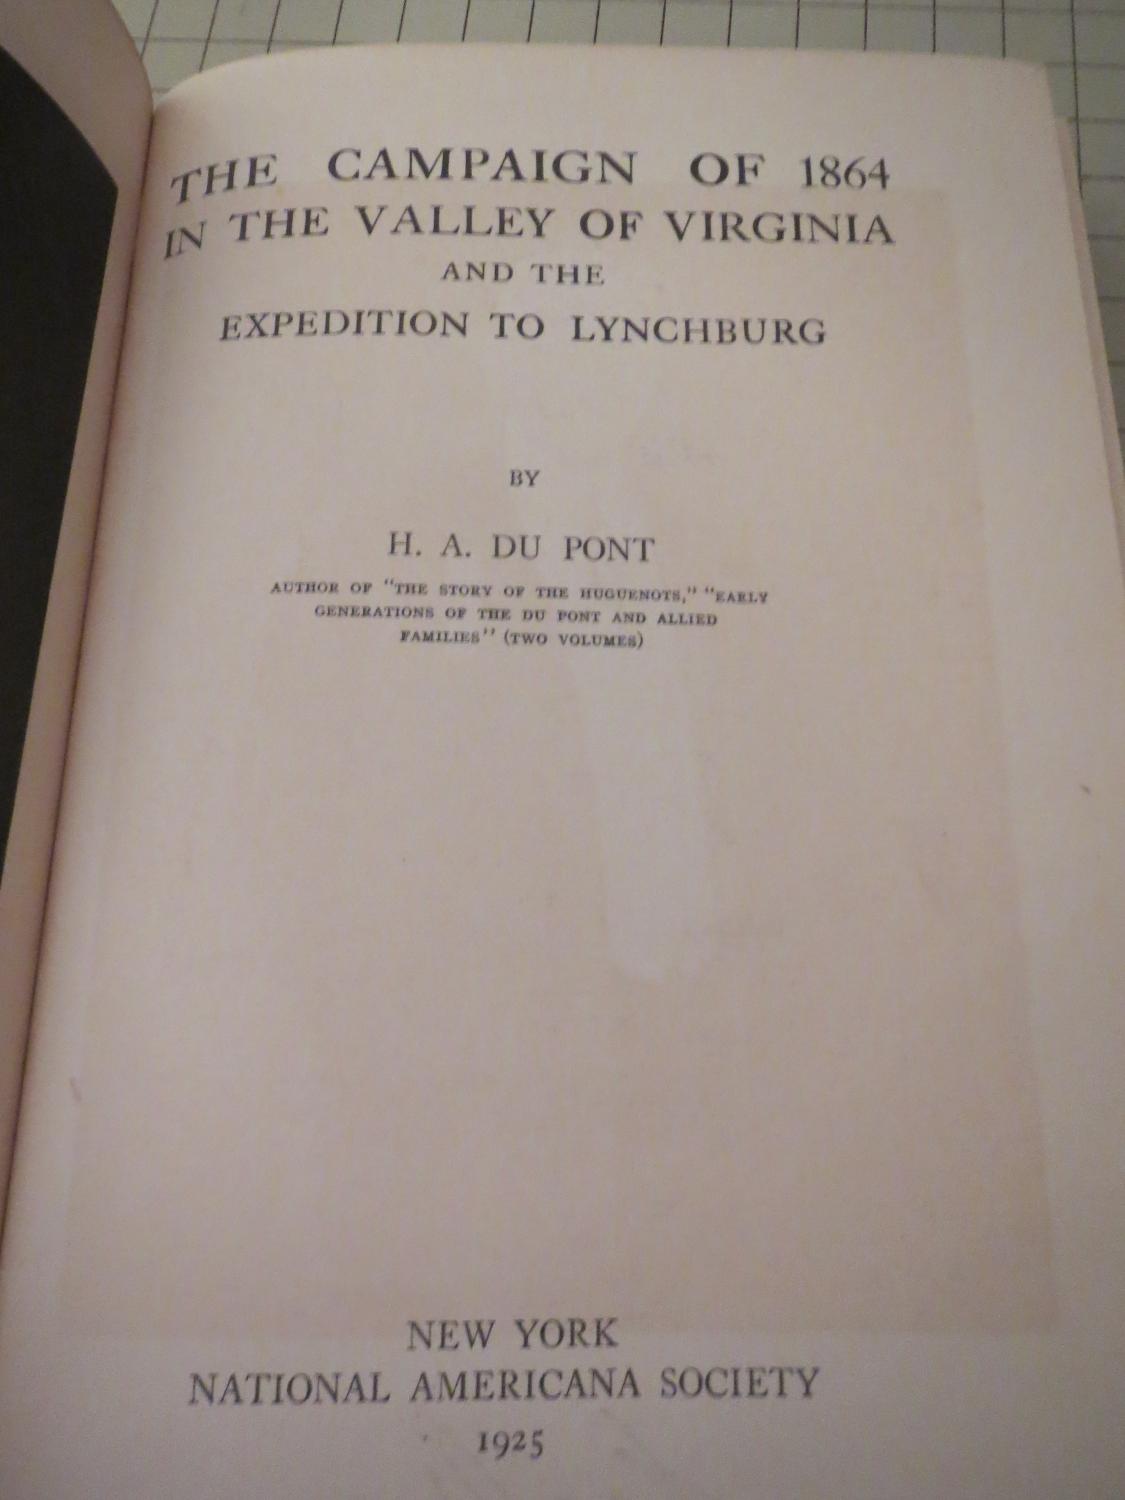 THE CAMPAIGN OF 1864
IN THE VALLEY OF VIRGINIA
AND THE
EXPEDITION TO LYNCHBURG
BY
H. A. DU PONT
AUTHOR OF "THE STORY OF THE HUGUENOTS," "EARLY
GENERATIONS OF THE DU PONT AND ALLIED
FAMILIES" (TWO VOLUMES)
NEW YORK
NATIONAL AMERICANA SOCIETY
1925